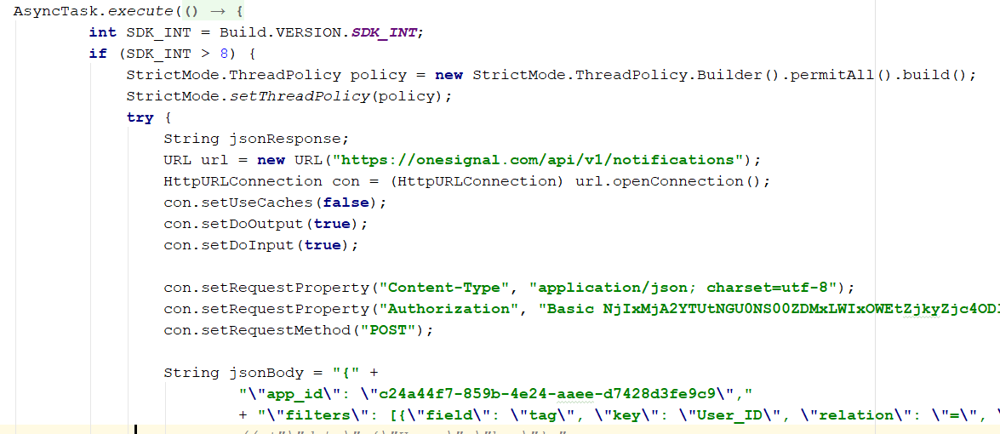 AsyncTask.execute(() → {
int SDK_INT = Build.VERSION.SDK_INT;
if (SDK_INT > 8) {
StrictMode.ThreadPolicy policy = new StrictMode.ThreadPolicy.Builder().permitAll().build();
StrictMode.setThreadPolicy(policy);
try {
String jsonResponse;
URL url = new URL("https://onesignal.com/api/v1/notifications");
HttpURLConnection con = (HttpURLConnection) url.openConnection();
con.setUseCaches(false);
con.setDoOutput(true);
con.setDoInput(true);
con.setRequestProperty("Content-Type", "application/json; charset=utf-8");
con.setRequestProperty("Authorization", "Basic NjIxMjA2YTUtNGU0NS00ZDMxLWIxOWEtZjkyZjc4OD
con.setRequestMethod("POST");
String jsonBody = "{" +
"\"app_id\": \"c24a44f7-859b-4e24-aaee-d7428d3fe9c9\","
+ "\"filters\": [{\"field\": \"tag\", \"key\": \"User_ID\", \"relation\": \"=\", \